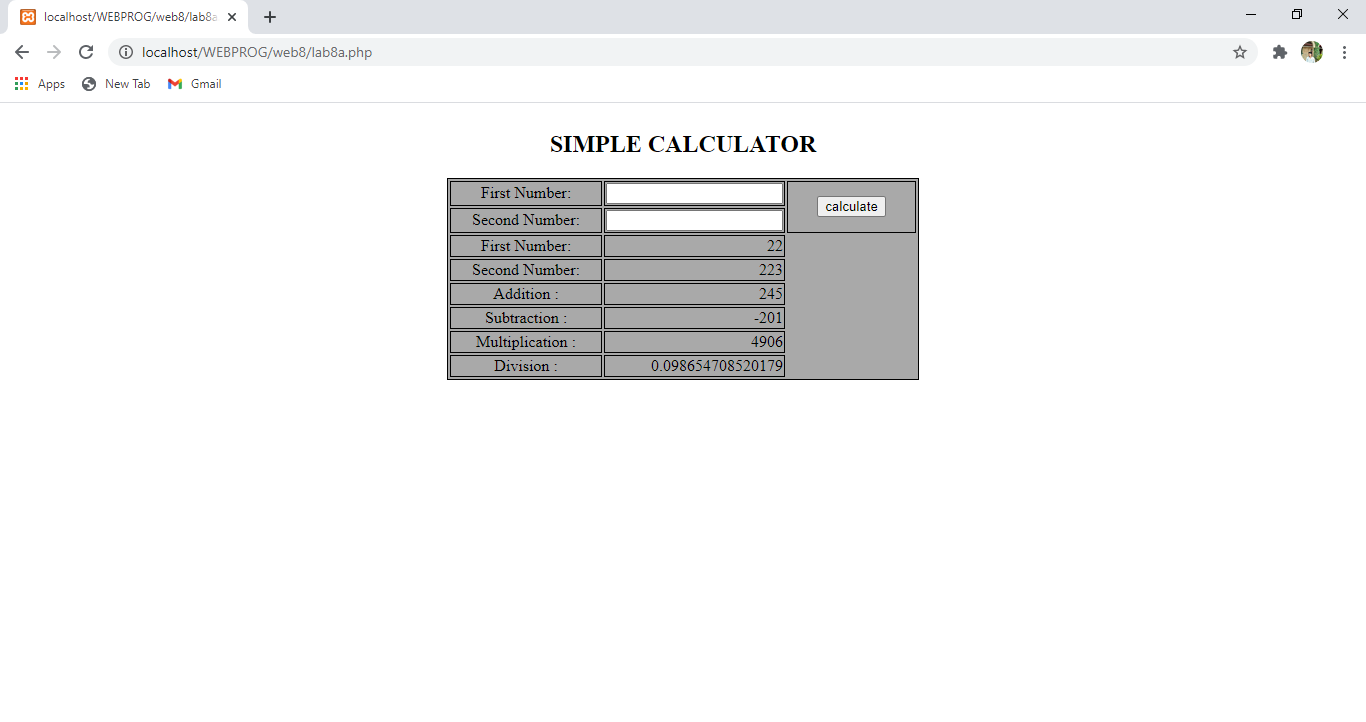 localhost/WEBPROG/web8/lab8a
localhost/WEBPROG/web8/lab8a.php
Apps New Tab Gmail
SIMPLE CALCULATOR
First Number:
calculate
Second Number:
First Number: 22
Second Number: 223
Addition : 245
Subtraction : -201
Multiplication : 4906
Division : 0.098654708520179